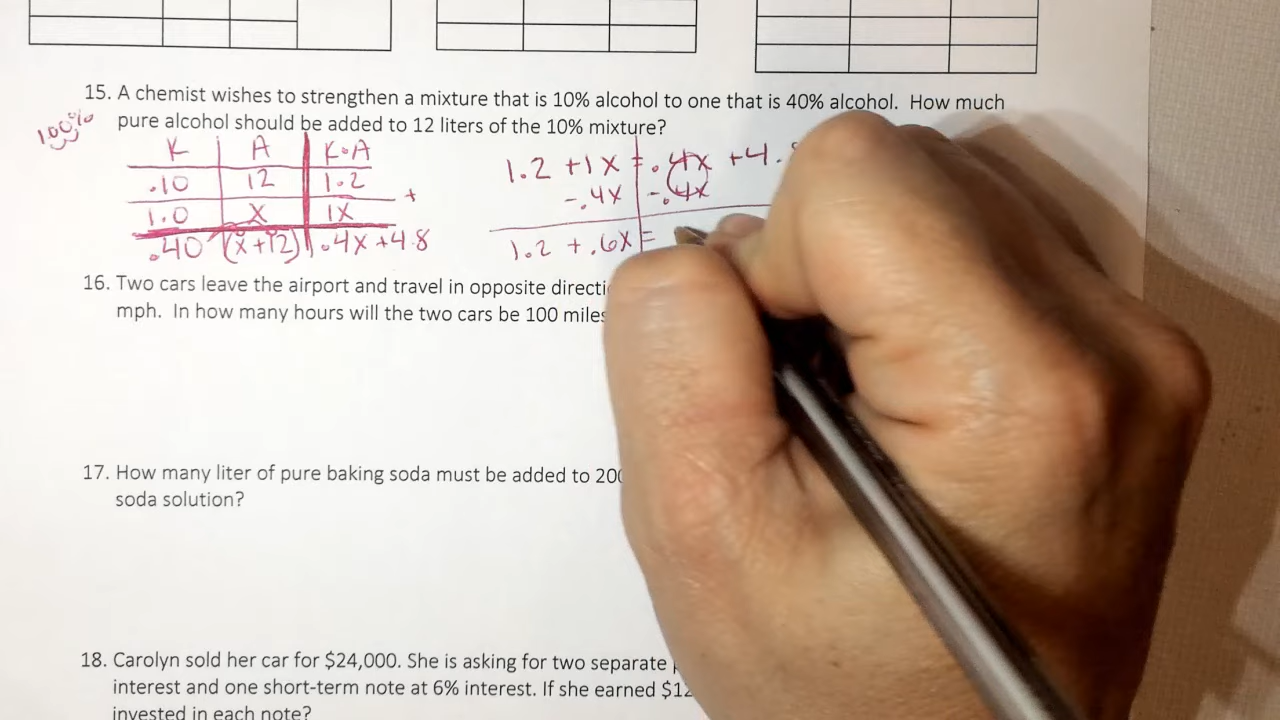 15. A chemist wishes to strengthen a mixture that is 10% alcohol to one that is 40% alcohol. How much
pure alcohol should be added to 12 liters of the 10% mixture?
100%
K A K·A
.10 12 1.2
1.0 x 1x +
.40 (x+12) .4x +4.8
1.2 + 1x = .4x +4.
-.4x -.4x
1.2 + .6x =
16. Two cars leave the airport and travel in opposite
mph. In how many hours will the two cars be 100 miles
17. How many liter of pure baking soda must be added to
soda solution?
18. Carolyn sold her car for $24,000. She is asking for two separate
interest and one short-term note at 6% interest. If she earned
invested in each note?